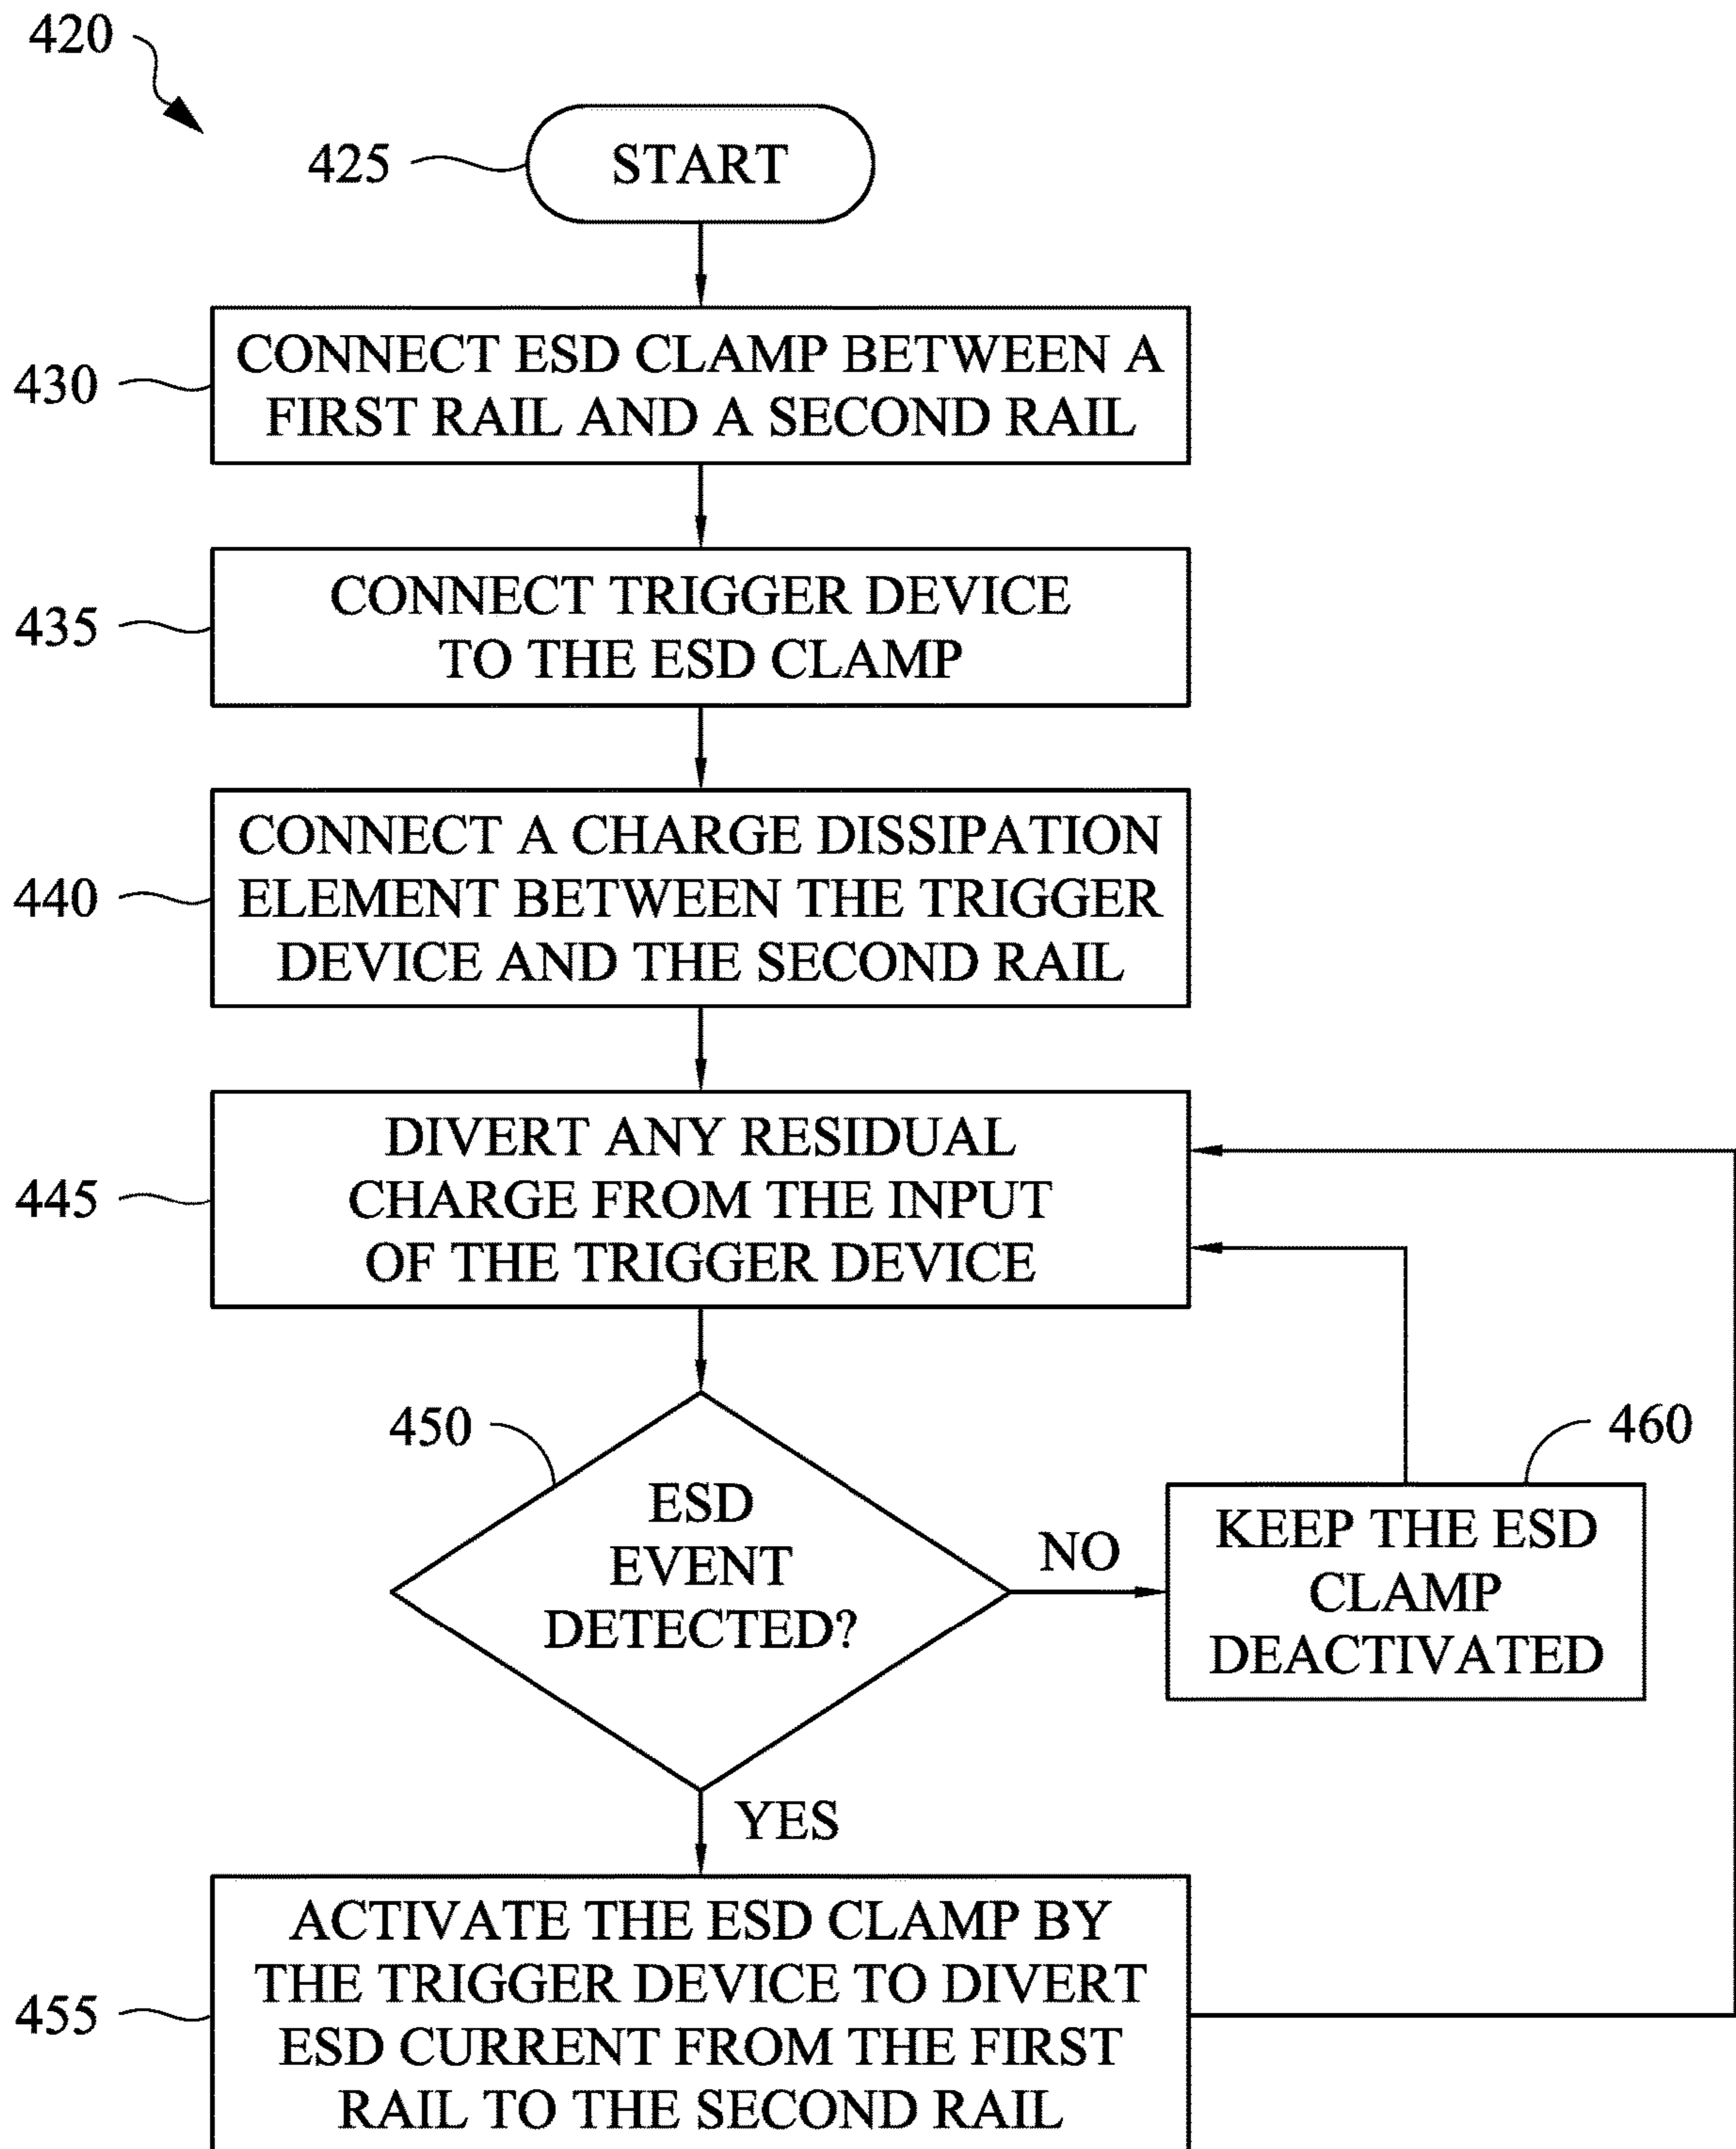 420
425
START
430
CONNECT ESD CLAMP BETWEEN A
FIRST RAIL AND A SECOND RAIL
435
CONNECT TRIGGER DEVICE
TO THE ESD CLAMP
440
CONNECT A CHARGE DISSIPATION
ELEMENT BETWEEN THE TRIGGER
DEVICE AND THE SECOND RAIL
445
DIVERT ANY RESIDUAL
CHARGE FROM THE INPUT
OF THE TRIGGER DEVICE
450
ESD
EVENT
DETECTED?
NO
460
KEEP THE ESD
CLAMP
DEACTIVATED
YES
455
ACTIVATE THE ESD CLAMP BY
THE TRIGGER DEVICE TO DIVERT
ESD CURRENT FROM THE FIRST
RAIL TO THE SECOND RAIL